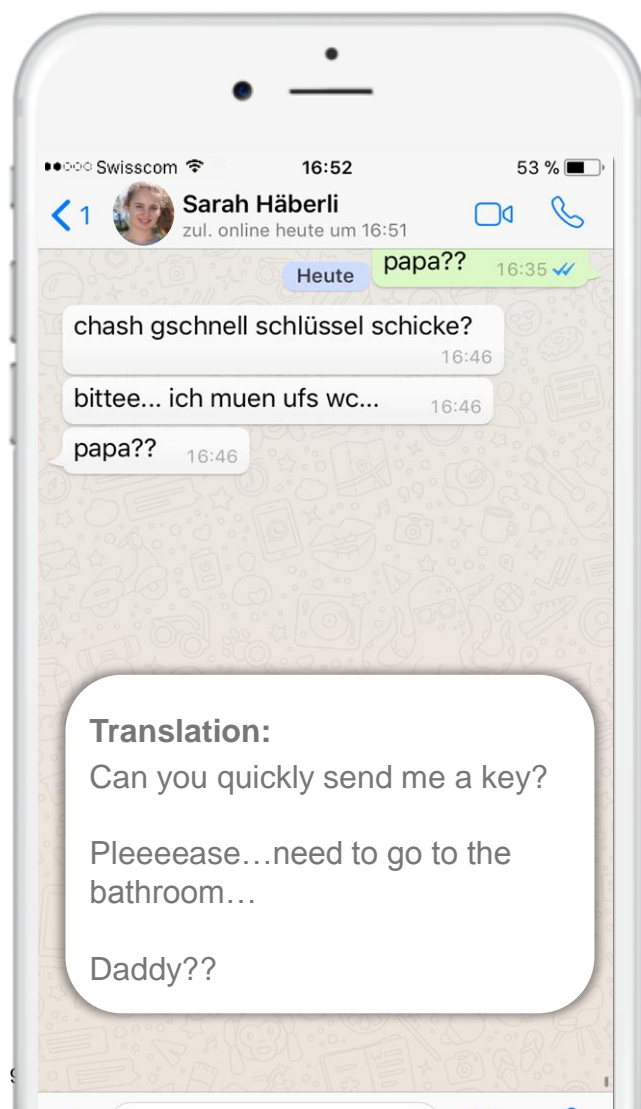 Swisscom 16:52 53 %
1 Sarah Häberli
zul. online heute um 16:51
papa?? 16:35
Heute
chash gschnell schlüssel schicke?
16:46
bittee... ich muen ufs wc... 16:46
papa?? 16:46
Translation:
Can you quickly send me a key?
Pleeeease…need to go to the
bathroom…
Daddy??